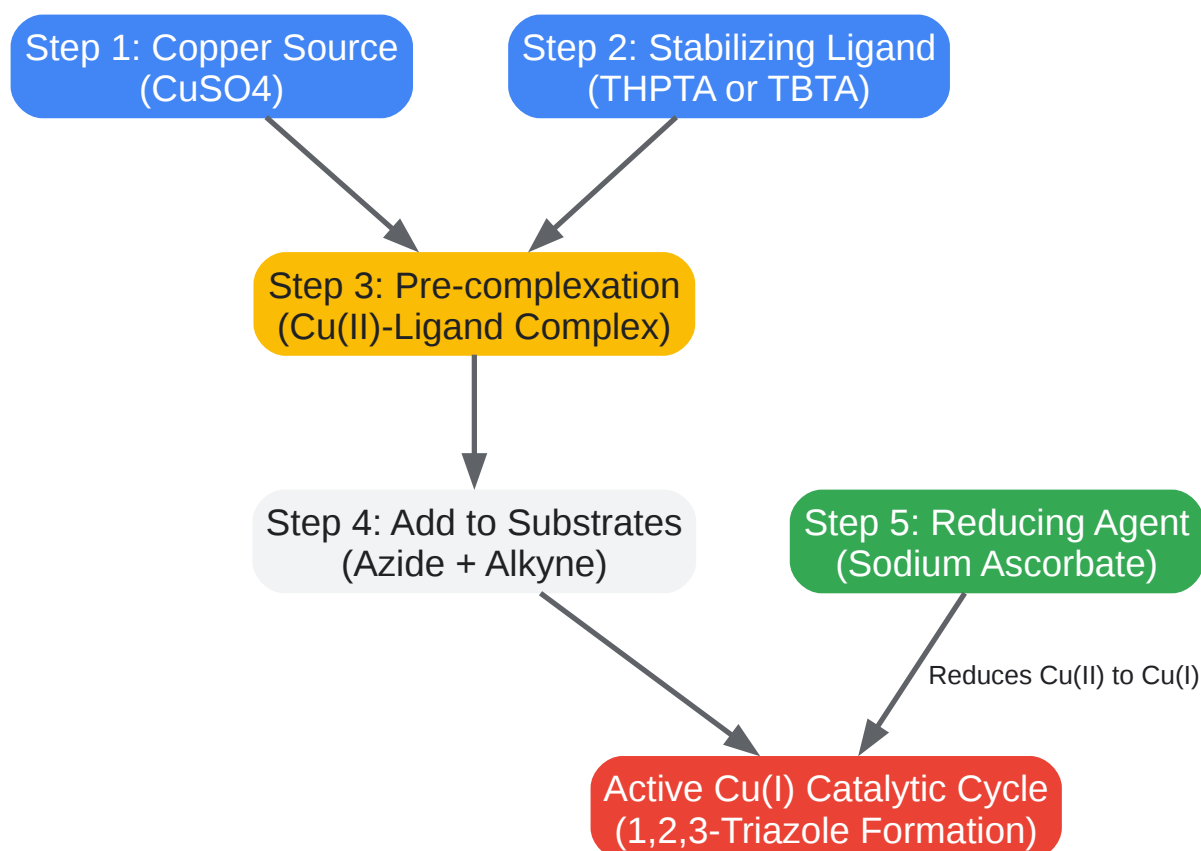 Step 1: Copper Source
(CuSO4)
Step 2: Stabilizing Ligand
(THPTA or TBTA)
Step 3: Pre-complexation
(Cu(II)-Ligand Complex)
Step 4: Add to Substrates
(Azide + Alkyne)
Step 5: Reducing Agent
(Sodium Ascorbate)
Reduces Cu(II) to Cu(I)
Active Cu(I) Catalytic Cycle
(1,2,3-Triazole Formation)